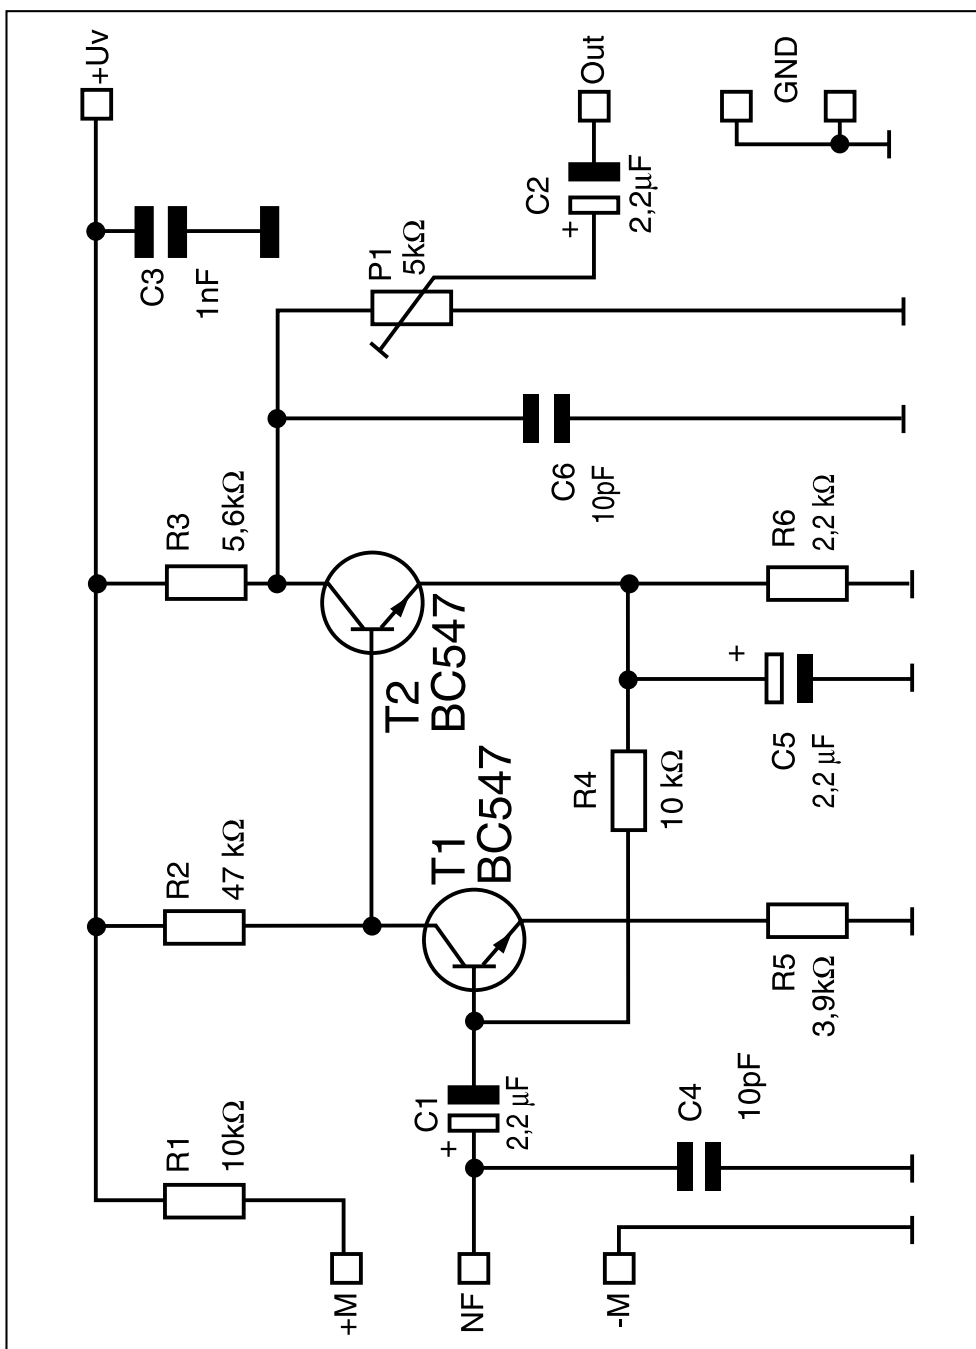 +Uv
C3
1nF
R3
5,6kΩ
R2
47 kΩ
R1
10kΩ
P1
5kΩ
C2
+
2,2µF
Out
GND
C6
10pF
T2
BC547
T1
BC547
R4
10 kΩ
R6
2,2 kΩ
+
C5
2,2 µF
R5
3,9kΩ
C1
+
2,2 µF
C4
10pF
+M
NF
-M